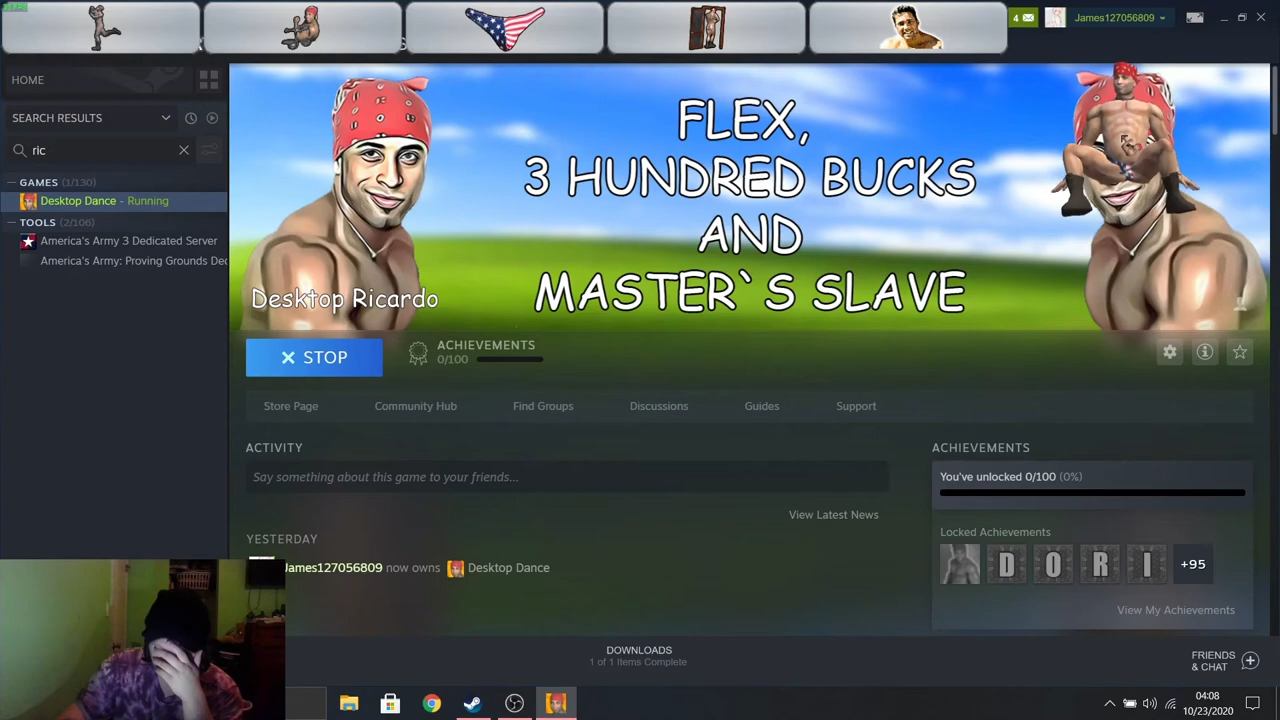 4
James127056809
HOME
SEARCH RESULTS
ric
GAMES (1/130)
Desktop Dance - Running
TOOLS (2/106)
America's Army 3 Dedicated Server
America's Army: Proving Grounds Dec
FLEX,
3 HUNDRED BUCKS
AND
MASTER`S SLAVE
Desktop Ricardo
STOP
ACHIEVEMENTS
0/100
Store Page
Community Hub
Find Groups
Discussions
Guides
Support
ACTIVITY
Say something about this game to your friends...
View Latest News
YESTERDAY
James127056809 now owns Desktop Dance
ACHIEVEMENTS
You've unlocked 0/100 (0%)
Locked Achievements
D O R I +95
View My Achievements
DOWNLOADS
1 of 1 Items Complete
FRIENDS
& CHAT
04:08
10/23/2020